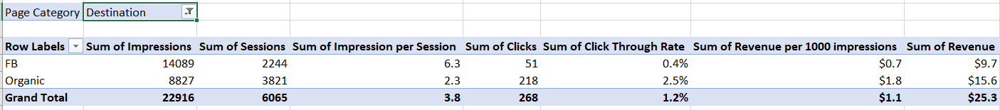 Page Category Destination
Row Labels Sum of Impressions Sum of Sessions Sum of Impression per Session Sum of Clicks Sum of Click Through Rate Sum of Revenue per 1000 impressions Sum of Revenue
FB 14089 2244 6.3 51 0.4% $0.7 $9.7
Organic 8827 3821 2.3 218 2.5% $1.8 $15.6
Grand Total 22916 6065 3.8 268 1.2% $1.1 $25.3